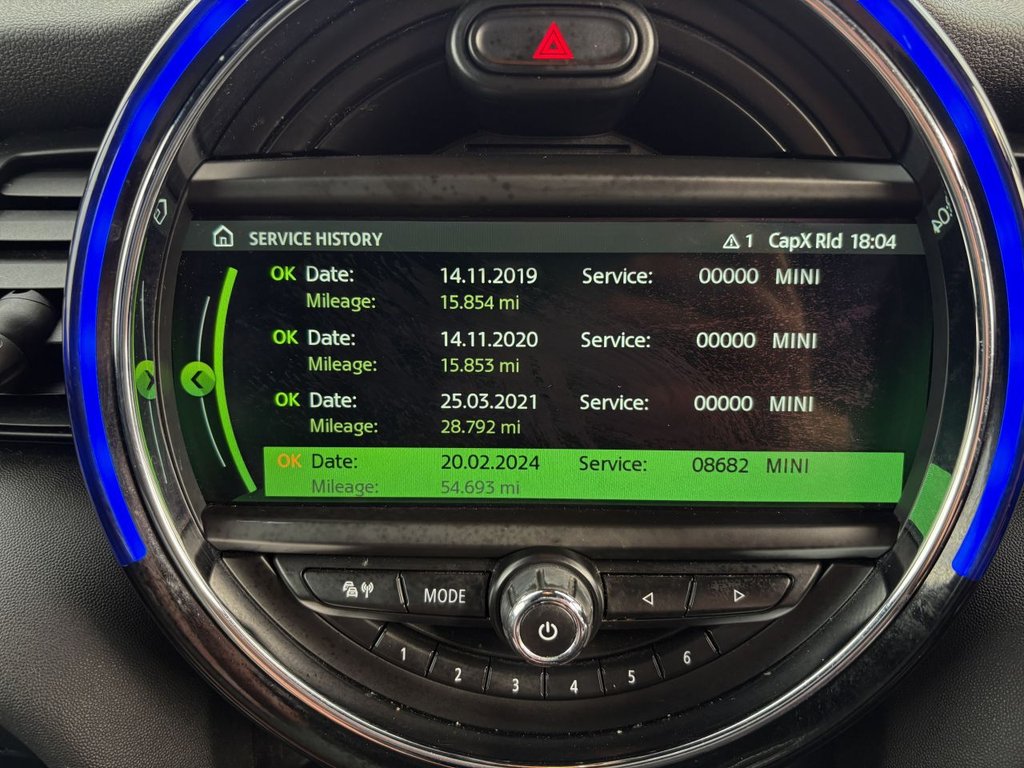 SERVICE HISTORY 1 CapX Rld 18:04
OK Date: 14.11.2019 Service: 00000 MINI
Mileage: 15.854 mi
OK Date: 14.11.2020 Service: 00000 MINI
Mileage: 15.853 mi
OK Date: 25.03.2021 Service: 00000 MINI
Mileage: 28.792 mi
OK Date: 20.02.2024 Service: 08682 MINI
Mileage: 54.693 mi
MODE
1 2 3 4 5 6